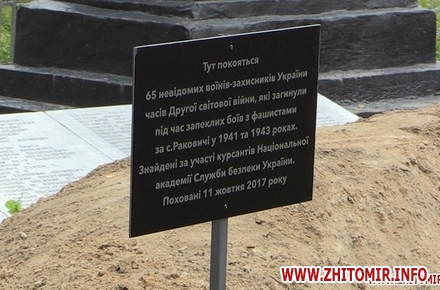 Тут покояться
65 невідомих воїнів-захисників України
часів Другої світової війни, які загинули
під час запеклих боїв з фашистами
за с.Раковичі у 1941 та 1943 роках.
Знайдені за участі курсантів Національної
академії Служби безпеки України.
Поховані 11 жовтня 2017 року
WWW.ZHITOMIR.INFO